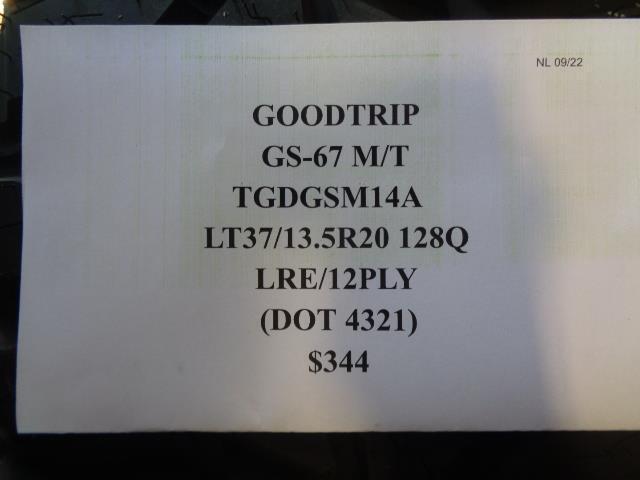 NL 09/22
GOODTRIP
GS-67 M/T
TGDGSM14A
LT37/13.5R20 128Q
LRE/12PLY
(DOT 4321)
$344